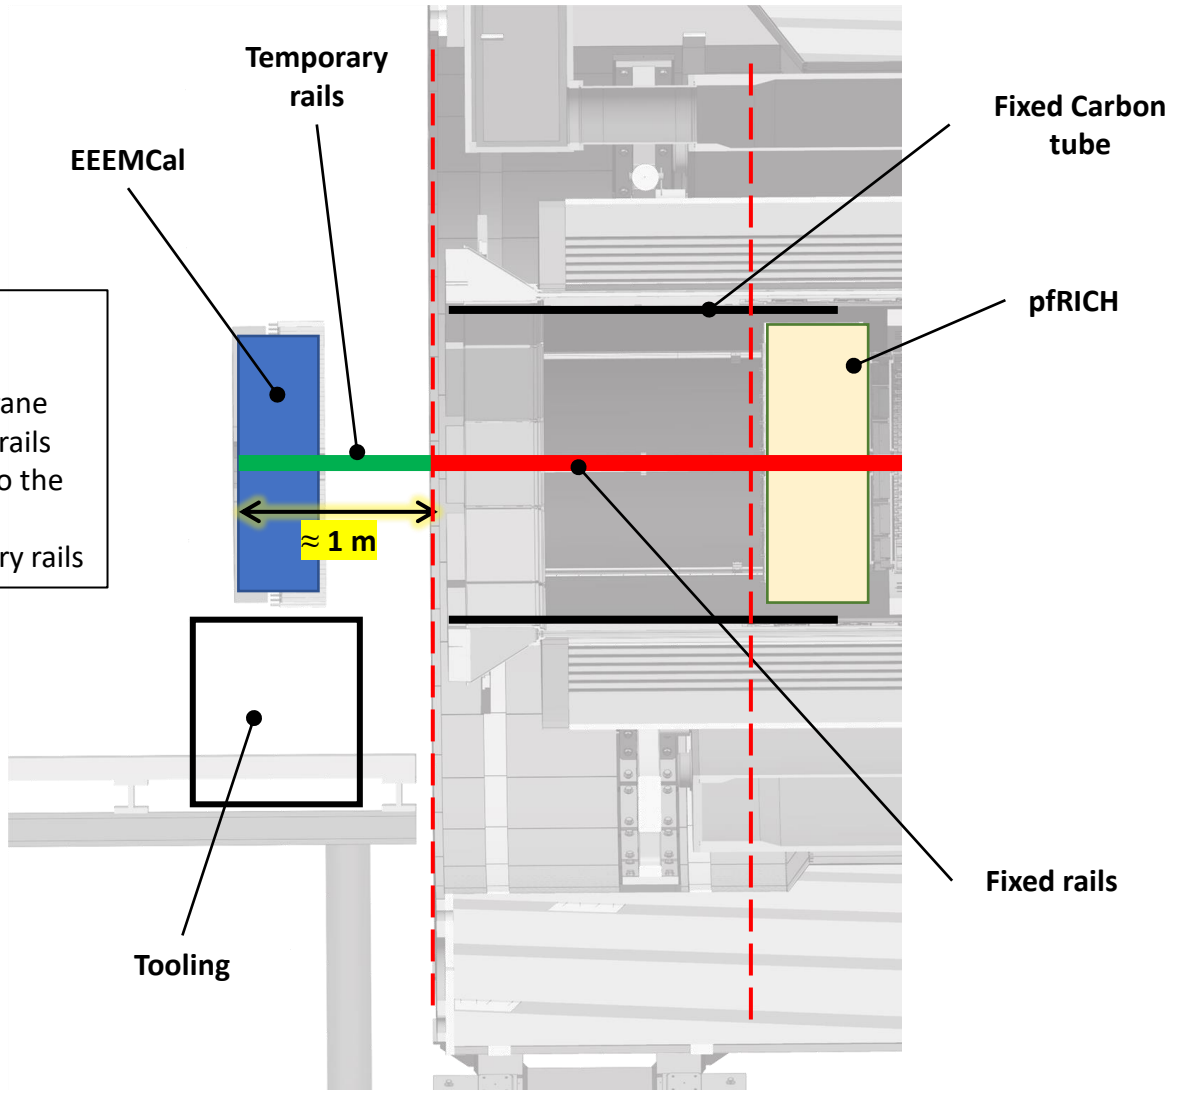 Temporary
rails
EEEMCal
Fixed Carbon
tube
pfRICH
ane
rails
o the
ry rails
≈ 1 m
Fixed rails
Tooling